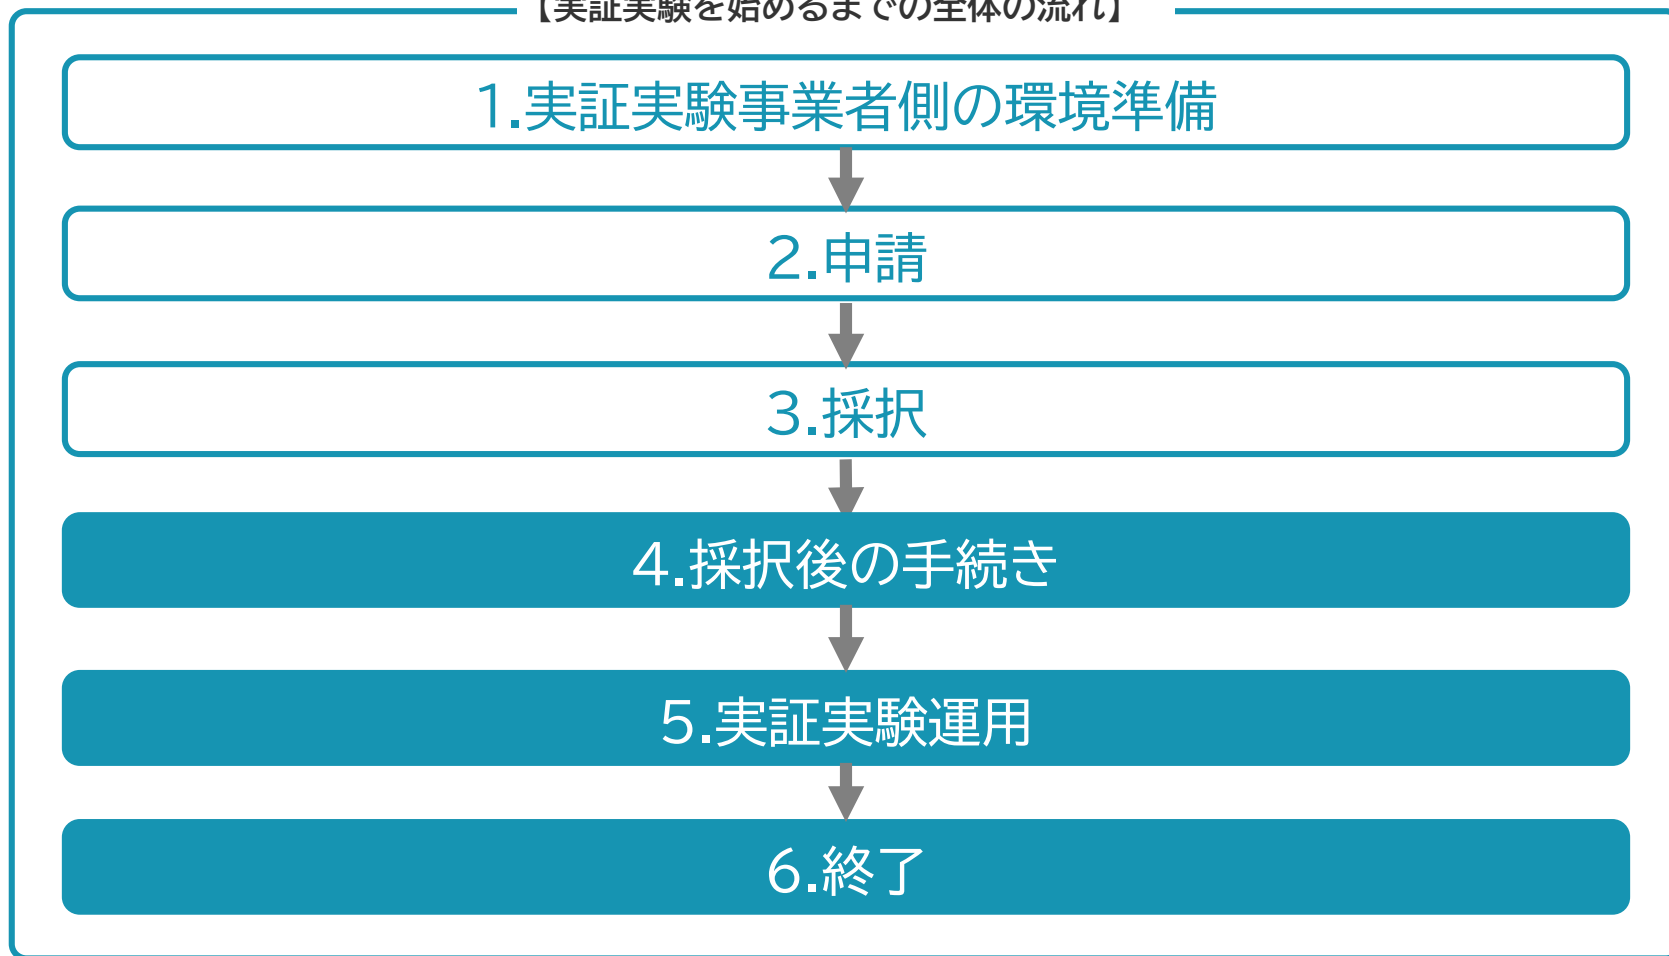 【実証実験を始めるまでの全体の流れ】
1.実証実験事業者側の環境準備
2.申請
3.採択
4.採択後の手続き
5.実証実験運用
6.終了